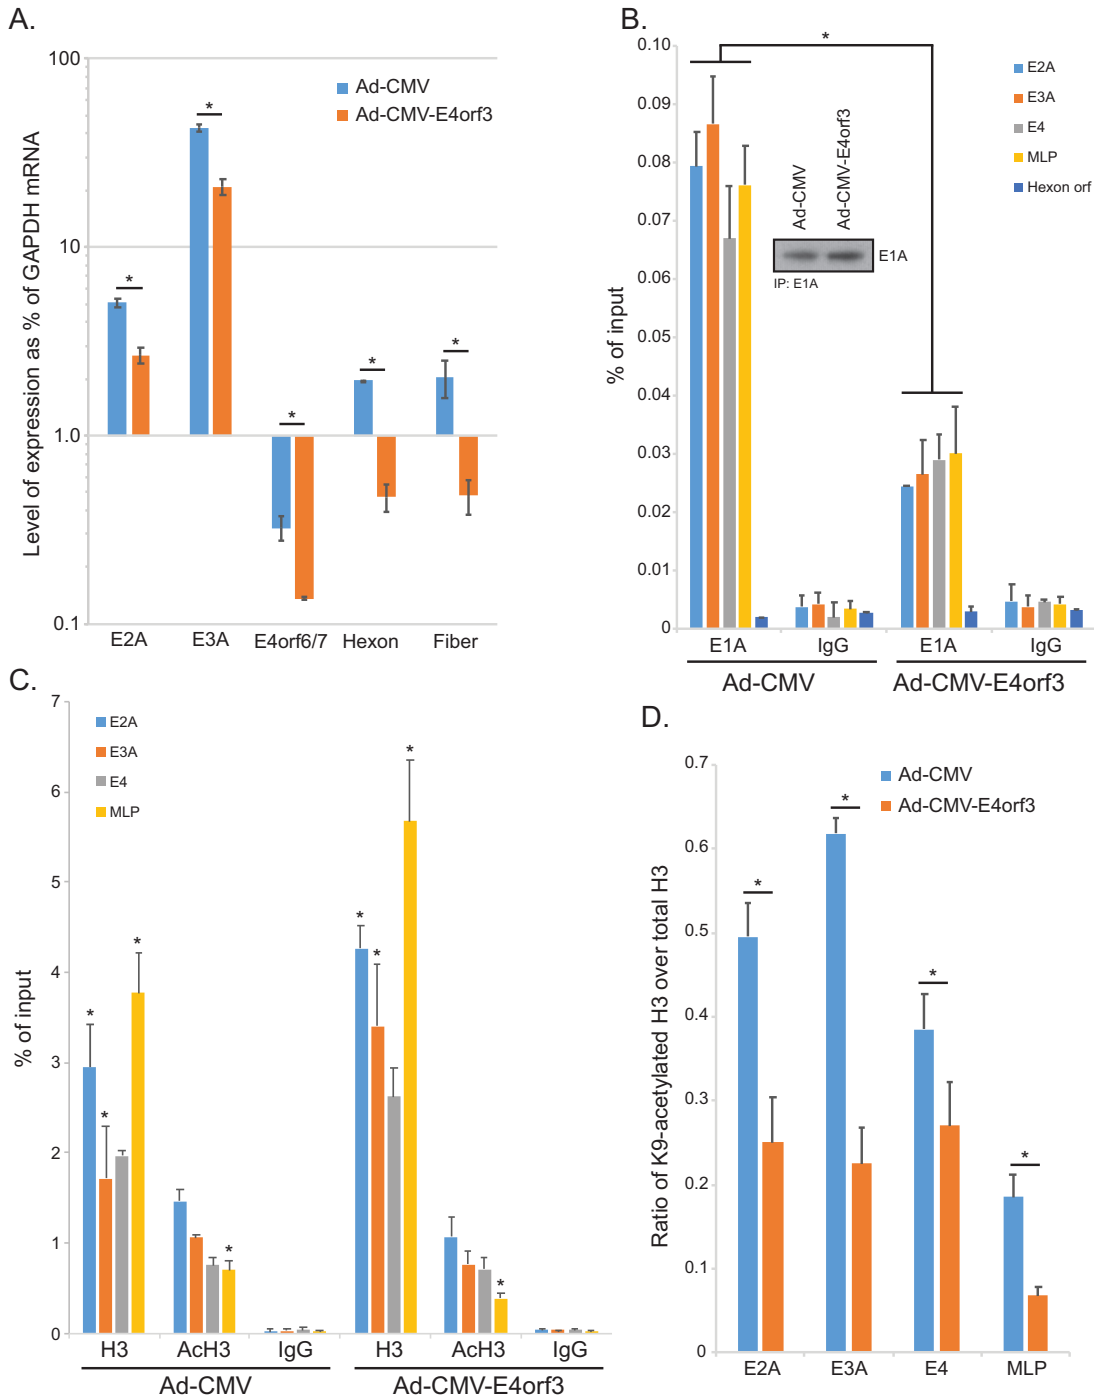 A.
Level of expression as % of GAPDH mRNA
100
10
1.0
0.1
Ad-CMV
Ad-CMV-E4orf3
*
*
*
*
*
E2A E3A E4orf6/7 Hexon Fiber
B.
% of input
0.10
0.09
0.08
0.07
0.06
0.05
0.04
0.03
0.02
0.01
0
*
E2A
E3A
E4
MLP
Hexon orf
Ad-CMV
Ad-CMV-E4orf3
E1A
IP: E1A
E1A IgG E1A IgG
Ad-CMV Ad-CMV-E4orf3
C.
% of input
7
6
5
4
3
2
1
0
E2A
E3A
E4
MLP
*
*
*
*
*
*
*
*
H3 AcH3 IgG H3 AcH3 IgG
Ad-CMV Ad-CMV-E4orf3
D.
Ratio of K9-acetylated H3 over total H3
0.7
0.6
0.5
0.4
0.3
0.2
0.1
0
Ad-CMV
Ad-CMV-E4orf3
*
*
*
*
E2A E3A E4 MLP